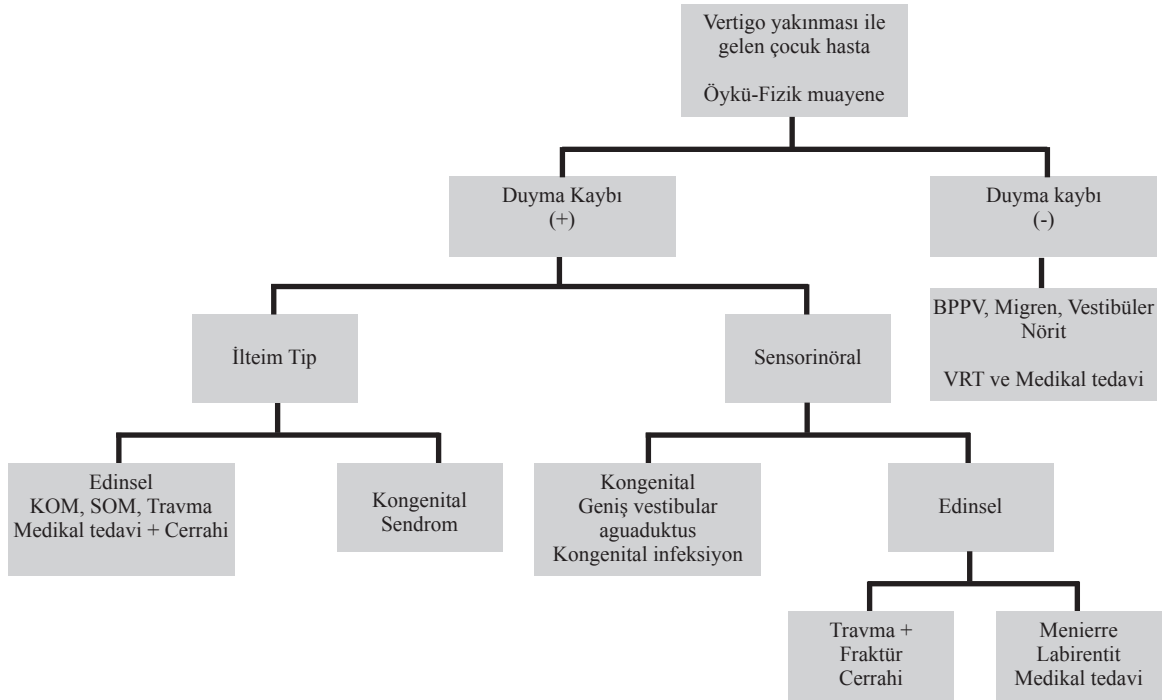 Vertigo yakınması ile
gelen çocuk hasta
Öykü-Fizik muayene
Duyma Kaybı
(+)
Duyma kaybı
(-)
BPPV, Migren, Vestibüler
Nörit
VRT ve Medikal tedavi
İlteim Tip
Sensorinöral
Edinsel
KOM, SOM, Travma
Medikal tedavi + Cerrahi
Kongenital
Sendrom
Kongenital
Geniş vestibular
aguaduktus
Kongenital infeksiyon
Edinsel
Travma +
Fraktür
Cerrahi
Menierre
Labirentit
Medikal tedavi